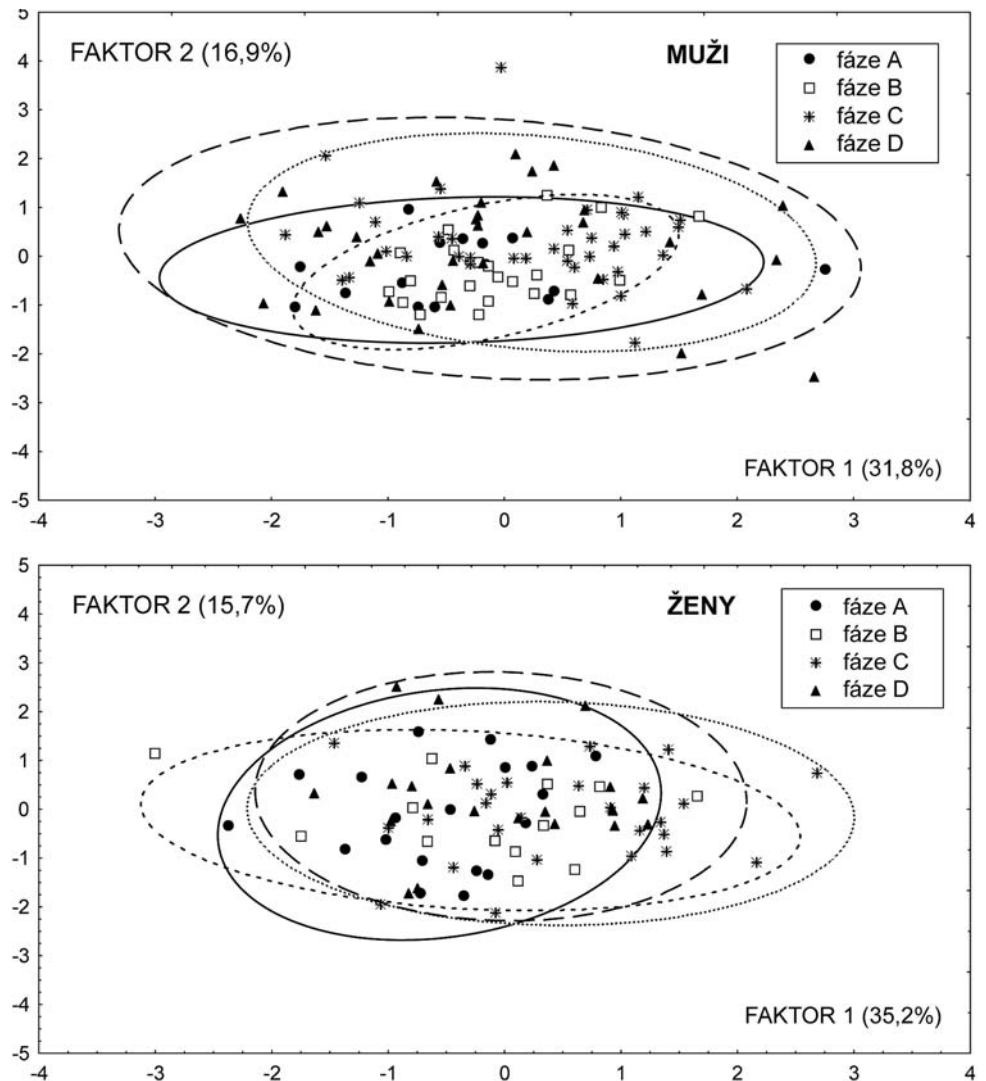 5
4
3
2
1
0
-1
-2
-3
-4
-5
FAKTOR 2 (16,9%)
MUŽI
fáze A
fáze B
fáze C
fáze D
FAKTOR 1 (31,8%)
-4 -3 -2 -1 0 1 2 3 4
5
4
3
2
1
0
-1
-2
-3
-4
-5
FAKTOR 2 (15,7%)
ŽENY
fáze A
fáze B
fáze C
fáze D
FAKTOR 1 (35,2%)
-4 -3 -2 -1 0 1 2 3 4